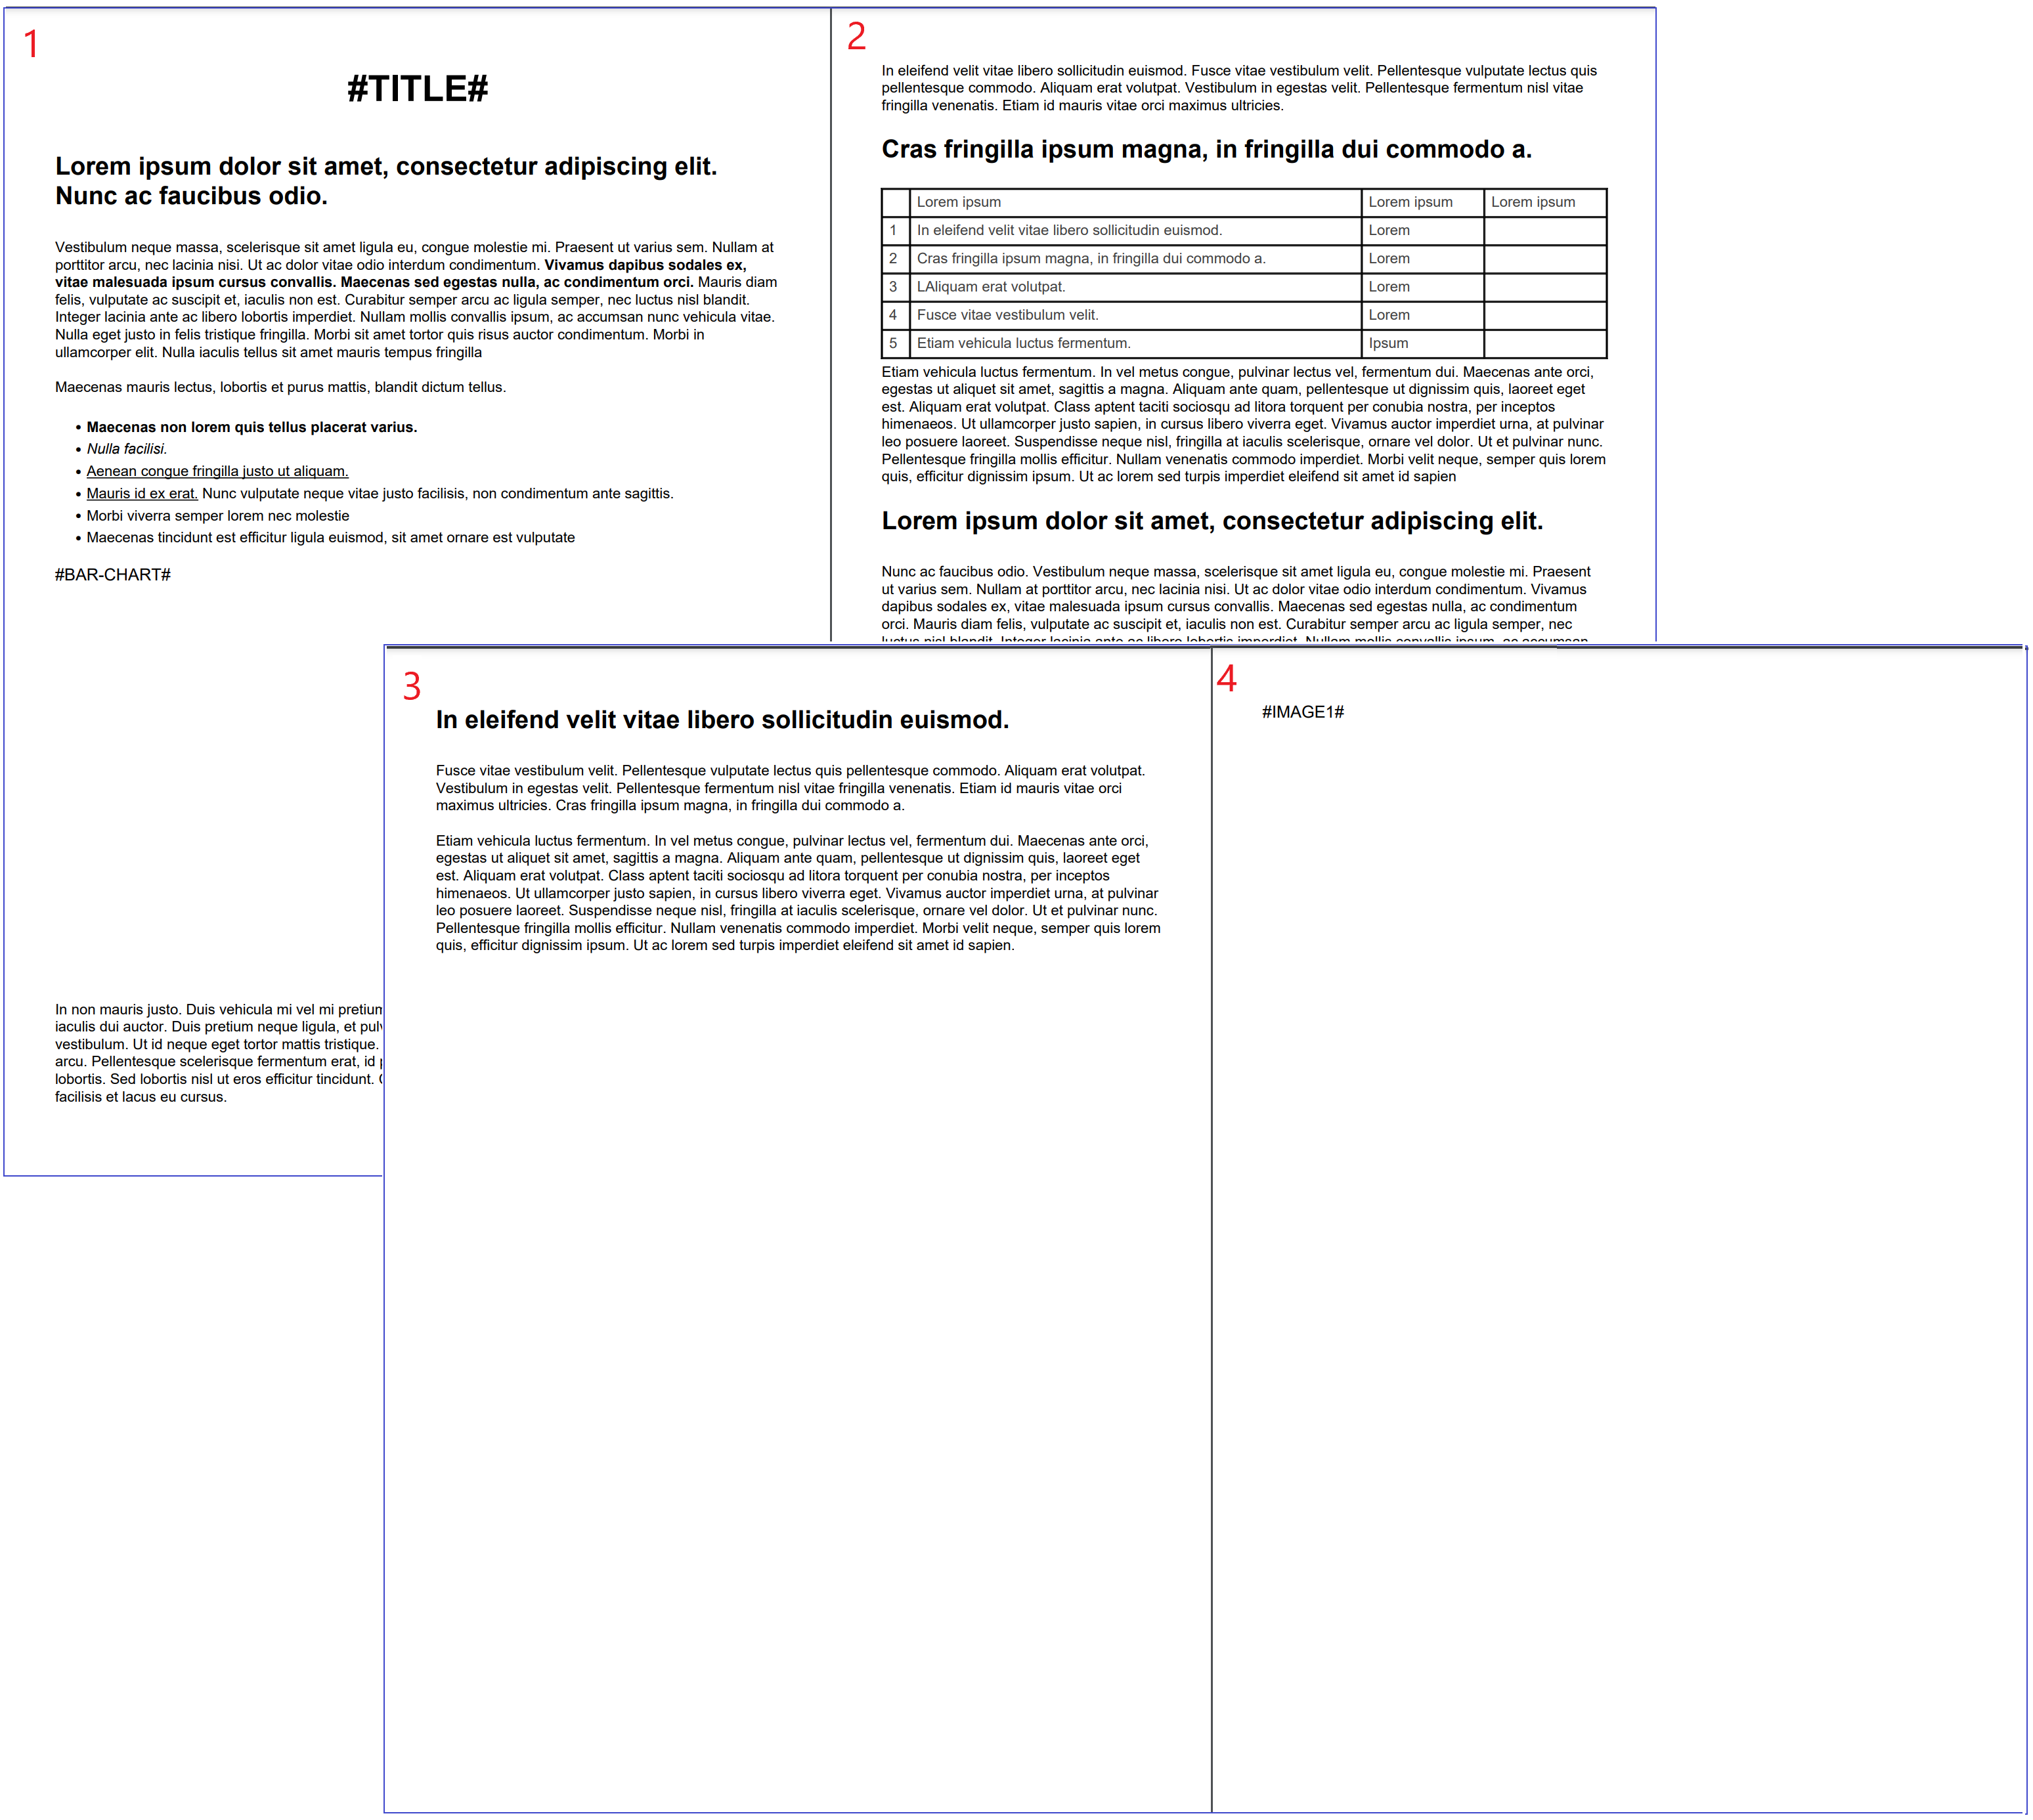 1
#TITLE#
Lorem ipsum dolor sit amet, consectetur adipiscing elit.
Nunc ac faucibus odio.
Vestibulum neque massa, scelerisque sit amet ligula eu, congue molestie mi. Praesent ut varius sem. Nullam at
porttitor arcu, nec lacinia nisi. Ut ac dolor vitae odio interdum condimentum. Vivamus dapibus sodales ex,
vitae malesuada ipsum cursus convallis. Maecenas sed egestas nulla, ac condimentum orci. Mauris diam
felis, vulputate ac suscipit et, iaculis non est. Curabitur semper arcu ac ligula semper, nec luctus nisl blandit.
Integer lacinia ante ac libero lobortis imperdiet. Nullam mollis convallis ipsum, ac accumsan nunc vehicula vitae.
Nulla eget justo in felis tristique fringilla. Morbi sit amet tortor quis risus auctor condimentum. Morbi in
ullamcorper elit. Nulla iaculis tellus sit amet mauris tempus fringilla
Maecenas mauris lectus, lobortis et purus mattis, blandit dictum tellus.
• Maecenas non lorem quis tellus placerat varius.
• Nulla facilisi.
• Aenean congue fringilla justo ut aliquam.
• Mauris id ex erat. Nunc vulputate neque vitae justo facilisis, non condimentum ante sagittis.
• Morbi viverra semper lorem nec molestie
• Maecenas tincidunt est efficitur ligula euismod, sit amet ornare est vulputate
#BAR-CHART#
In non mauris justo. Duis vehicula mi vel mi pretium
iaculis dui auctor. Duis pretium neque ligula, et
vestibulum. Ut id neque eget tortor mattis tristique.
arcu. Pellentesque scelerisque fermentum erat, id
lobortis. Sed lobortis nisl ut eros efficitur tincidunt.
facilisis et lacus eu cursus.
2
In eleifend velit vitae libero sollicitudin euismod. Fusce vitae vestibulum velit. Pellentesque vulputate lectus quis
pellentesque commodo. Aliquam erat volutpat. Vestibulum in egestas velit. Pellentesque fermentum nisl vitae
fringilla venenatis. Etiam id mauris vitae orci maximus ultricies.
Cras fringilla ipsum magna, in fringilla dui commodo a.
Lorem ipsum Lorem ipsum Lorem ipsum
1 In eleifend velit vitae libero sollicitudin euismod. Lorem
2 Cras fringilla ipsum magna, in fringilla dui commodo a. Lorem
3 LAliquam erat volutpat. Lorem
4 Fusce vitae vestibulum velit. Lorem
5 Etiam vehicula luctus fermentum. Ipsum
Etiam vehicula luctus fermentum. In vel metus congue, pulvinar lectus vel, fermentum dui. Maecenas ante orci,
egestas ut aliquet sit amet, sagittis a magna. Aliquam ante quam, pellentesque ut dignissim quis, laoreet eget
est. Aliquam erat volutpat. Class aptent taciti sociosqu ad litora torquent per conubia nostra, per inceptos
himenaeos. Ut ullamcorper justo sapien, in cursus libero viverra eget. Vivamus auctor imperdiet urna, at pulvinar
leo posuere laoreet. Suspendisse neque nisl, fringilla at iaculis scelerisque, ornare vel dolor. Ut et pulvinar nunc.
Pellentesque fringilla mollis efficitur. Nullam venenatis commodo imperdiet. Morbi velit neque, semper quis lorem
quis, efficitur dignissim ipsum. Ut ac lorem sed turpis imperdiet eleifend sit amet id sapien
Lorem ipsum dolor sit amet, consectetur adipiscing elit.
Nunc ac faucibus odio. Vestibulum neque massa, scelerisque sit amet ligula eu, congue molestie mi. Praesent
ut varius sem. Nullam at porttitor arcu, nec lacinia nisi. Ut ac dolor vitae odio interdum condimentum. Vivamus
dapibus sodales ex, vitae malesuada ipsum cursus convallis. Maecenas sed egestas nulla, ac condimentum
orci. Mauris diam felis, vulputate ac suscipit et, iaculis non est. Curabitur semper arcu ac ligula semper, nec
luctus nisl blandit. Integer lacinia ante ac libero lobortis imperdiet. Nullam mollis convallis ipsum, ac accumsan
3
In eleifend velit vitae libero sollicitudin euismod.
Fusce vitae vestibulum velit. Pellentesque vulputate lectus quis pellentesque commodo. Aliquam erat volutpat.
Vestibulum in egestas velit. Pellentesque fermentum nisl vitae fringilla venenatis. Etiam id mauris vitae orci
maximus ultricies. Cras fringilla ipsum magna, in fringilla dui commodo a.
Etiam vehicula luctus fermentum. In vel metus congue, pulvinar lectus vel, fermentum dui. Maecenas ante orci,
egestas ut aliquet sit amet, sagittis a magna. Aliquam ante quam, pellentesque ut dignissim quis, laoreet eget
est. Aliquam erat volutpat. Class aptent taciti sociosqu ad litora torquent per conubia nostra, per inceptos
himenaeos. Ut ullamcorper justo sapien, in cursus libero viverra eget. Vivamus auctor imperdiet urna, at pulvinar
leo posuere laoreet. Suspendisse neque nisl, fringilla at iaculis scelerisque, ornare vel dolor. Ut et pulvinar nunc.
Pellentesque fringilla mollis efficitur. Nullam venenatis commodo imperdiet. Morbi velit neque, semper quis lorem
quis, efficitur dignissim ipsum. Ut ac lorem sed turpis imperdiet eleifend sit amet id sapien.
4
#IMAGE1#